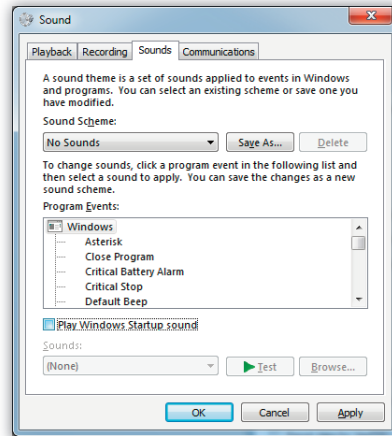 Sound
Playback Recording Sounds Communications
A sound theme is a set of sounds applied to events in Windows
and programs. You can select an existing scheme or save one you
have modified.
Sound Scheme:
No Sounds Save As... Delete
To change sounds, click a program event in the following list and
then select a sound to apply. You can save the changes as a new
sound scheme.
Program Events:
Windows
Asterisk
Close Program
Critical Battery Alarm
Critical Stop
Default Beep
Play Windows Startup sound
Sounds:
(None) Test Browse...
OK Cancel Apply